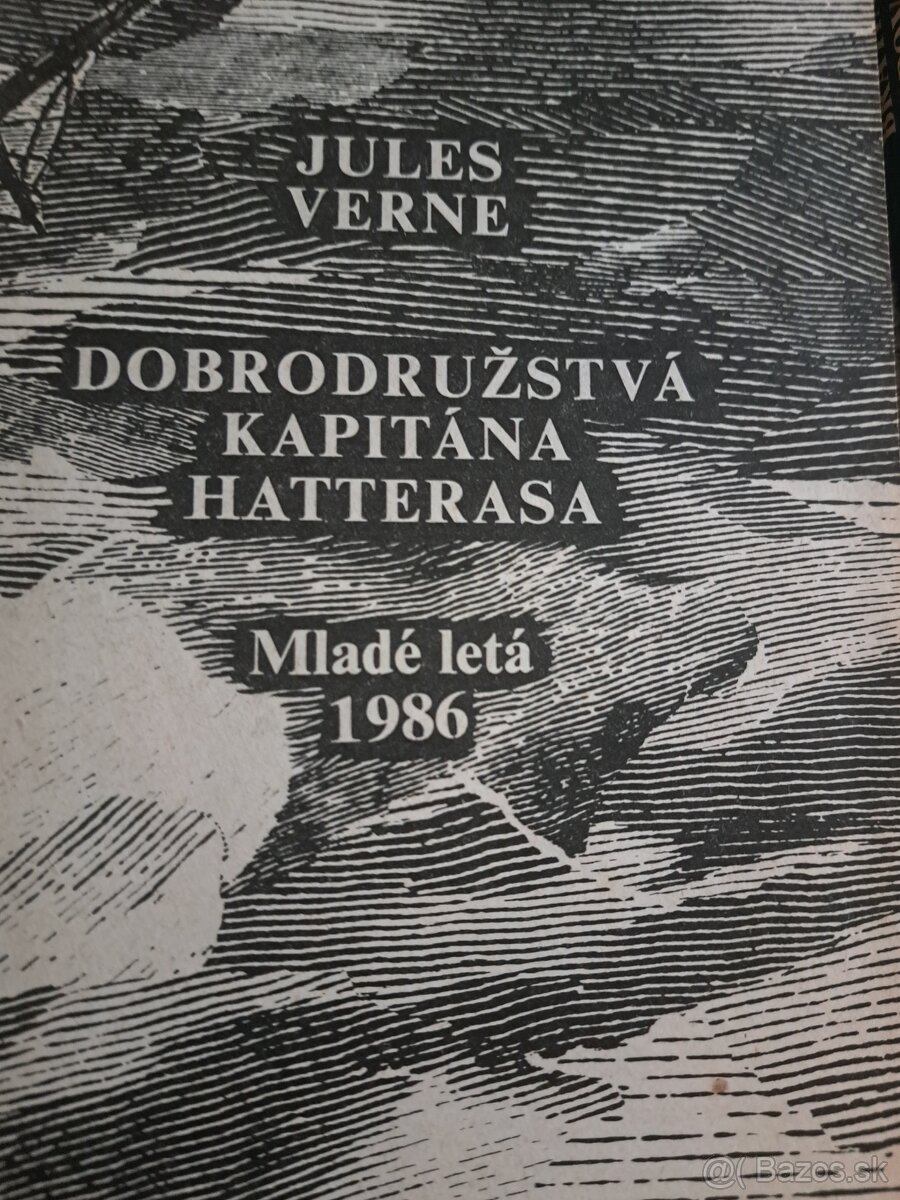 JULES
VERNE
DOBRODRUŽSTVÁ
KAPITÁNA
HATTERASA
Mladé letá
1986
@( Bazos.sk